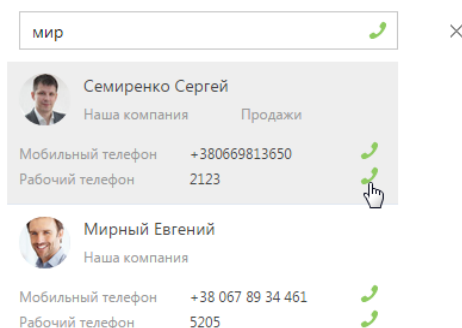 мир
Семиренко Сергей
Наша компания Продажи
Мобильный телефон +380669813650
Рабочий телефон 2123
Мирный Евгений
Наша компания
Мобильный телефон +38 067 89 34 461
Рабочий телефон 5205